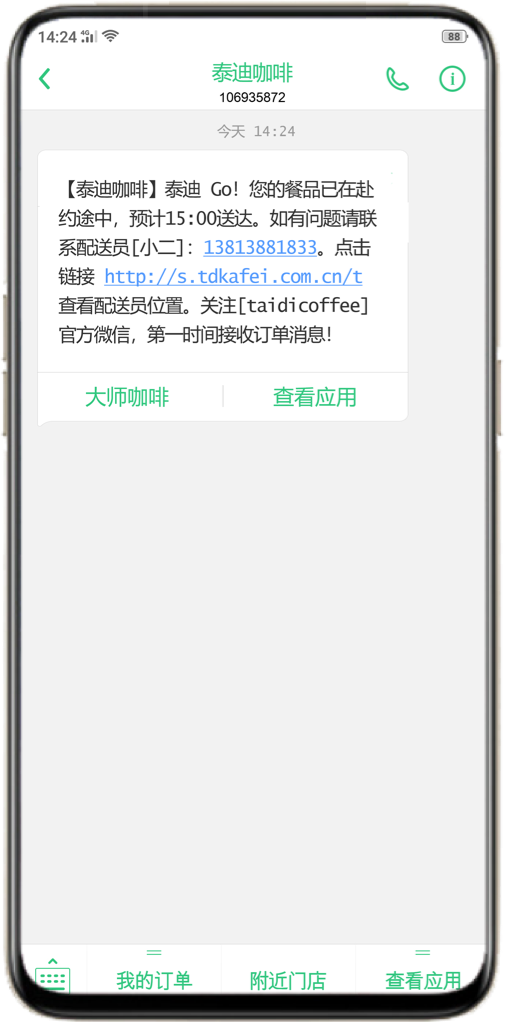 14:24 4G 88
泰迪咖啡
106935872
今天 14:24
【泰迪咖啡】泰迪 Go! 您的餐品已在赴
约途中, 预计15:00送达。如有问题请联
系配送员[小二]: 13813881833。点击
链接 http://s.tdkafei.com.cn/t
查看配送员位置。关注[taidicoffee]
官方微信, 第一时间接收订单消息!
大师咖啡 查看应用
我的订单 附近门店 查看应用